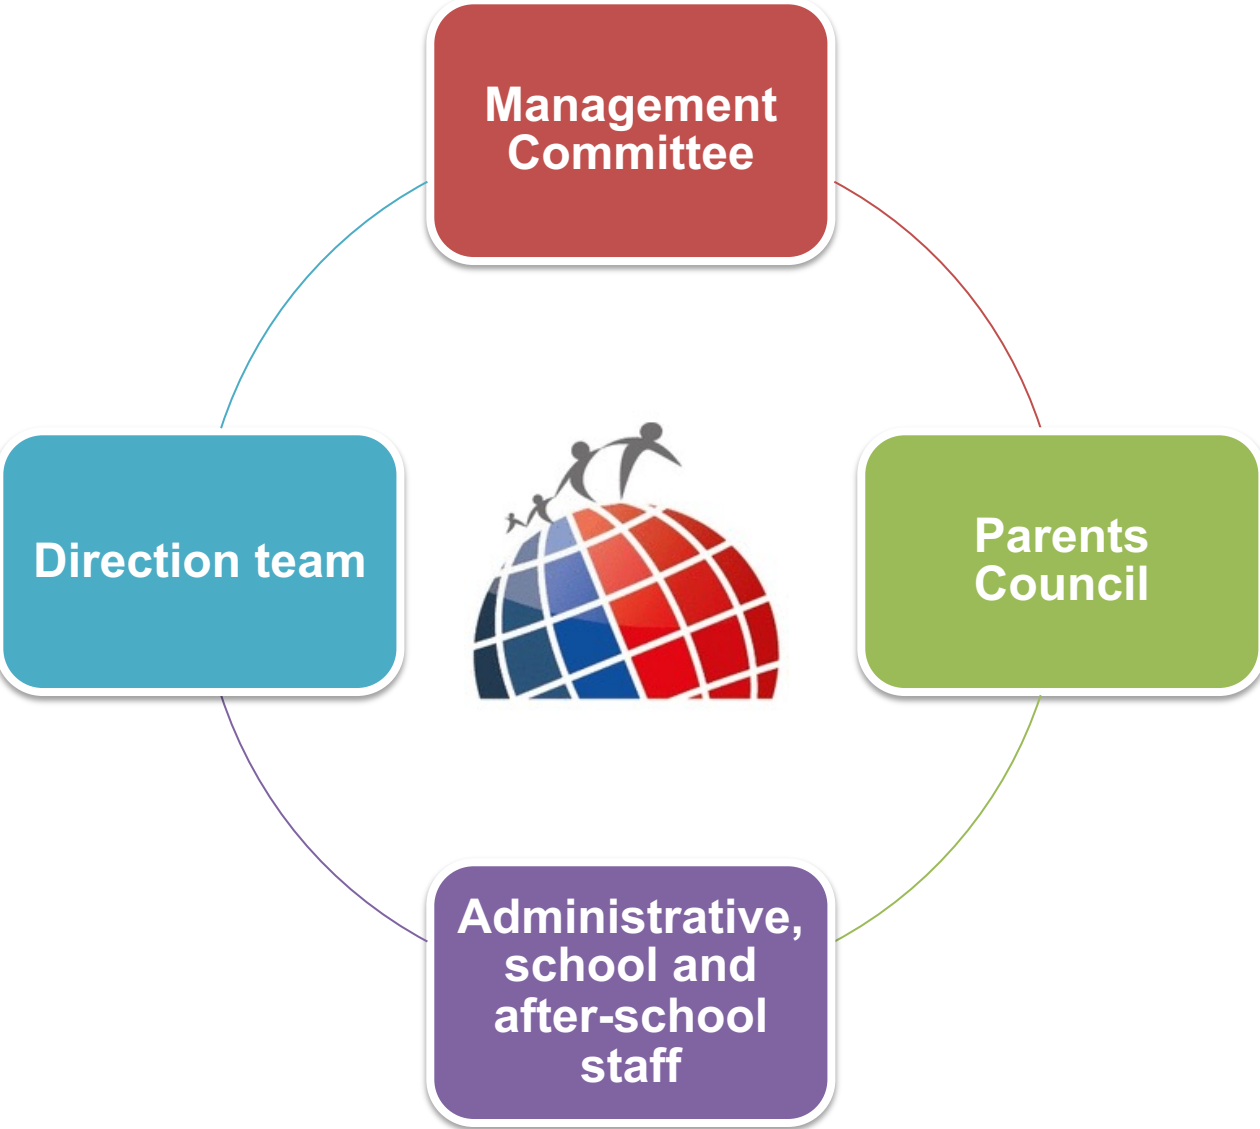 Management
Committee
Direction team
Parents
Council
Administrative,
school and
after-school
staff